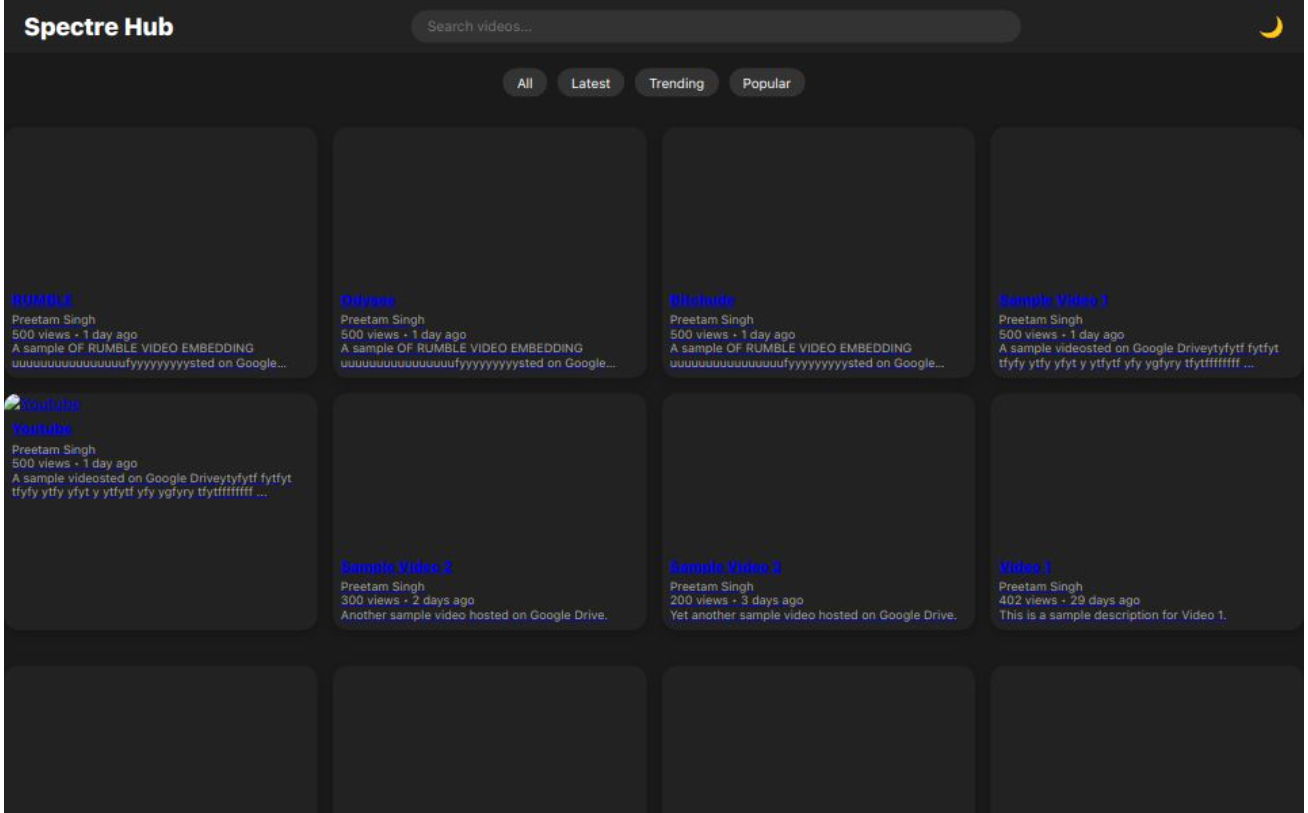 Spectre Hub
Search videos...
All
Latest
Trending
Popular
RUMBLE
Preetam Singh
500 views • 1 day ago
A sample OF RUMBLE VIDEO EMBEDDING
uuuuuuuuuuuuuuuufyyyyyyyyysted on Google...
Odysee
Preetam Singh
500 views • 1 day ago
A sample OF RUMBLE VIDEO EMBEDDING
uuuuuuuuuuuuuuuufyyyyyyyyysted on Google...
Bitchude
Preetam Singh
500 views • 1 day ago
A sample OF RUMBLE VIDEO EMBEDDING
uuuuuuuuuuuuuuuufyyyyyyyyysted on Google...
Sample Video 1
Preetam Singh
500 views • 1 day ago
A sample videosted on Google Driveytyfytf fytfyt
tfyfy ytfy yfyt y ytfytf yfy ygfyry tfytffffffff ...
Youtube
Youtube
Preetam Singh
500 views • 1 day ago
A sample videosted on Google Driveytyfytf fytfyt
tfyfy ytfy yfyt y ytfytf yfy ygfyry tfytffffffff ...
Sample Video 2
Preetam Singh
300 views • 2 days ago
Another sample video hosted on Google Drive.
Sample Video 3
Preetam Singh
200 views • 3 days ago
Yet another sample video hosted on Google Drive.
Video 1
Preetam Singh
402 views • 29 days ago
This is a sample description for Video 1.